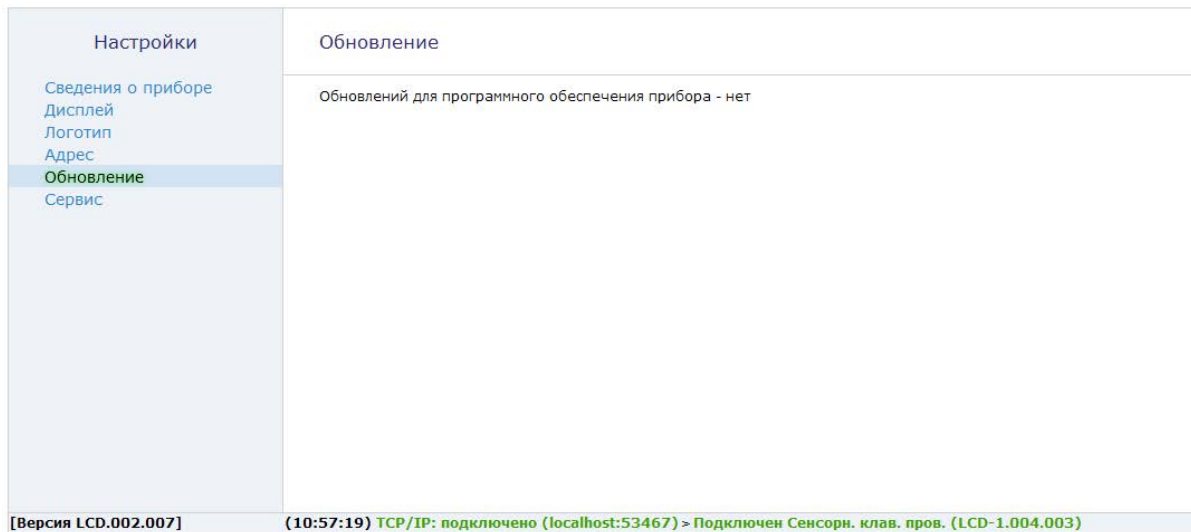 Настройки
Сведения о приборе
Дисплей
Логотип
Адрес
Обновление
Сервис
Обновление
Обновлений для программного обеспечения прибора - нет
[Версия LCD.002.007]
(10:57:19) TCP/IP: подключено (localhost:53467) > Подключен Сенсорн. клав. пров. (LCD-1.004.003)